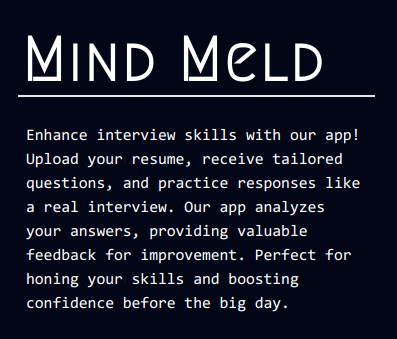 Mind Meld
Enhance interview skills with our app!
Upload your resume, receive tailored
questions, and practice responses like
a real interview. Our app analyzes
your answers, providing valuable
feedback for improvement. Perfect for
honing your skills and boosting
confidence before the big day.